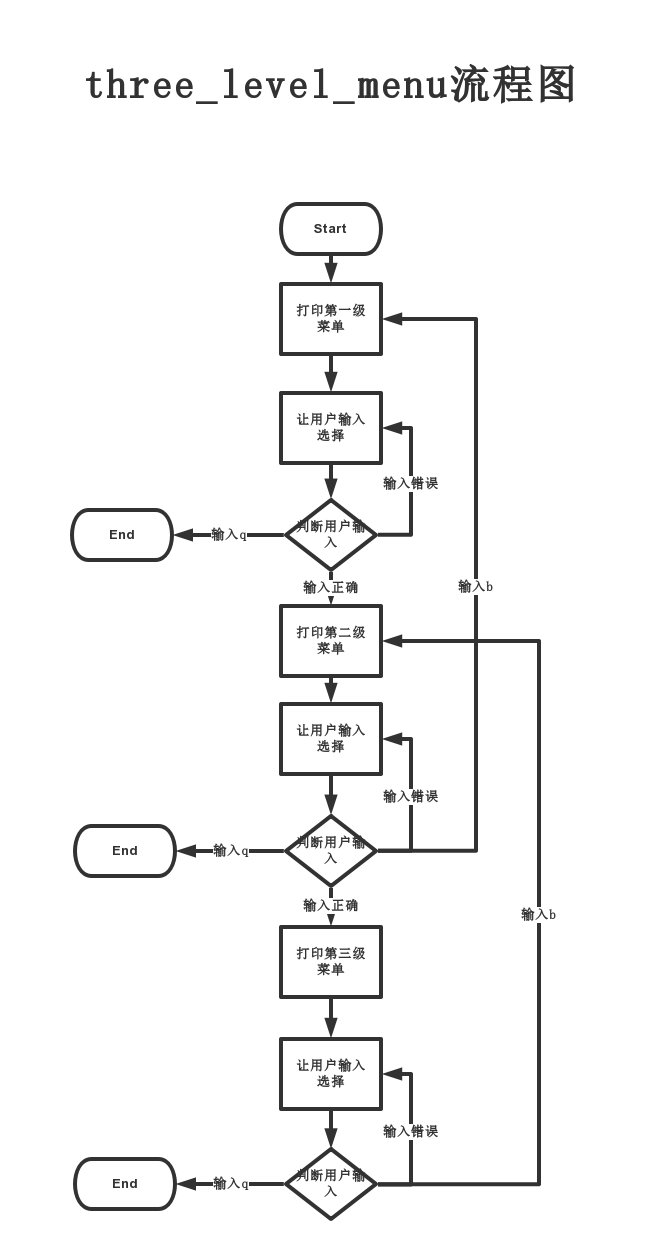 three_level_menu流程图
Start
打印第一级
菜单
让用户输入
选择
输入错误
判断用户输
入
输入q
End
输入正确
输入b
打印第二级
菜单
让用户输入
选择
输入错误
判断用户输
入
输入q
End
输入正确
输入b
打印第三级
菜单
让用户输入
选择
输入错误
判断用户输
入
输入q
End